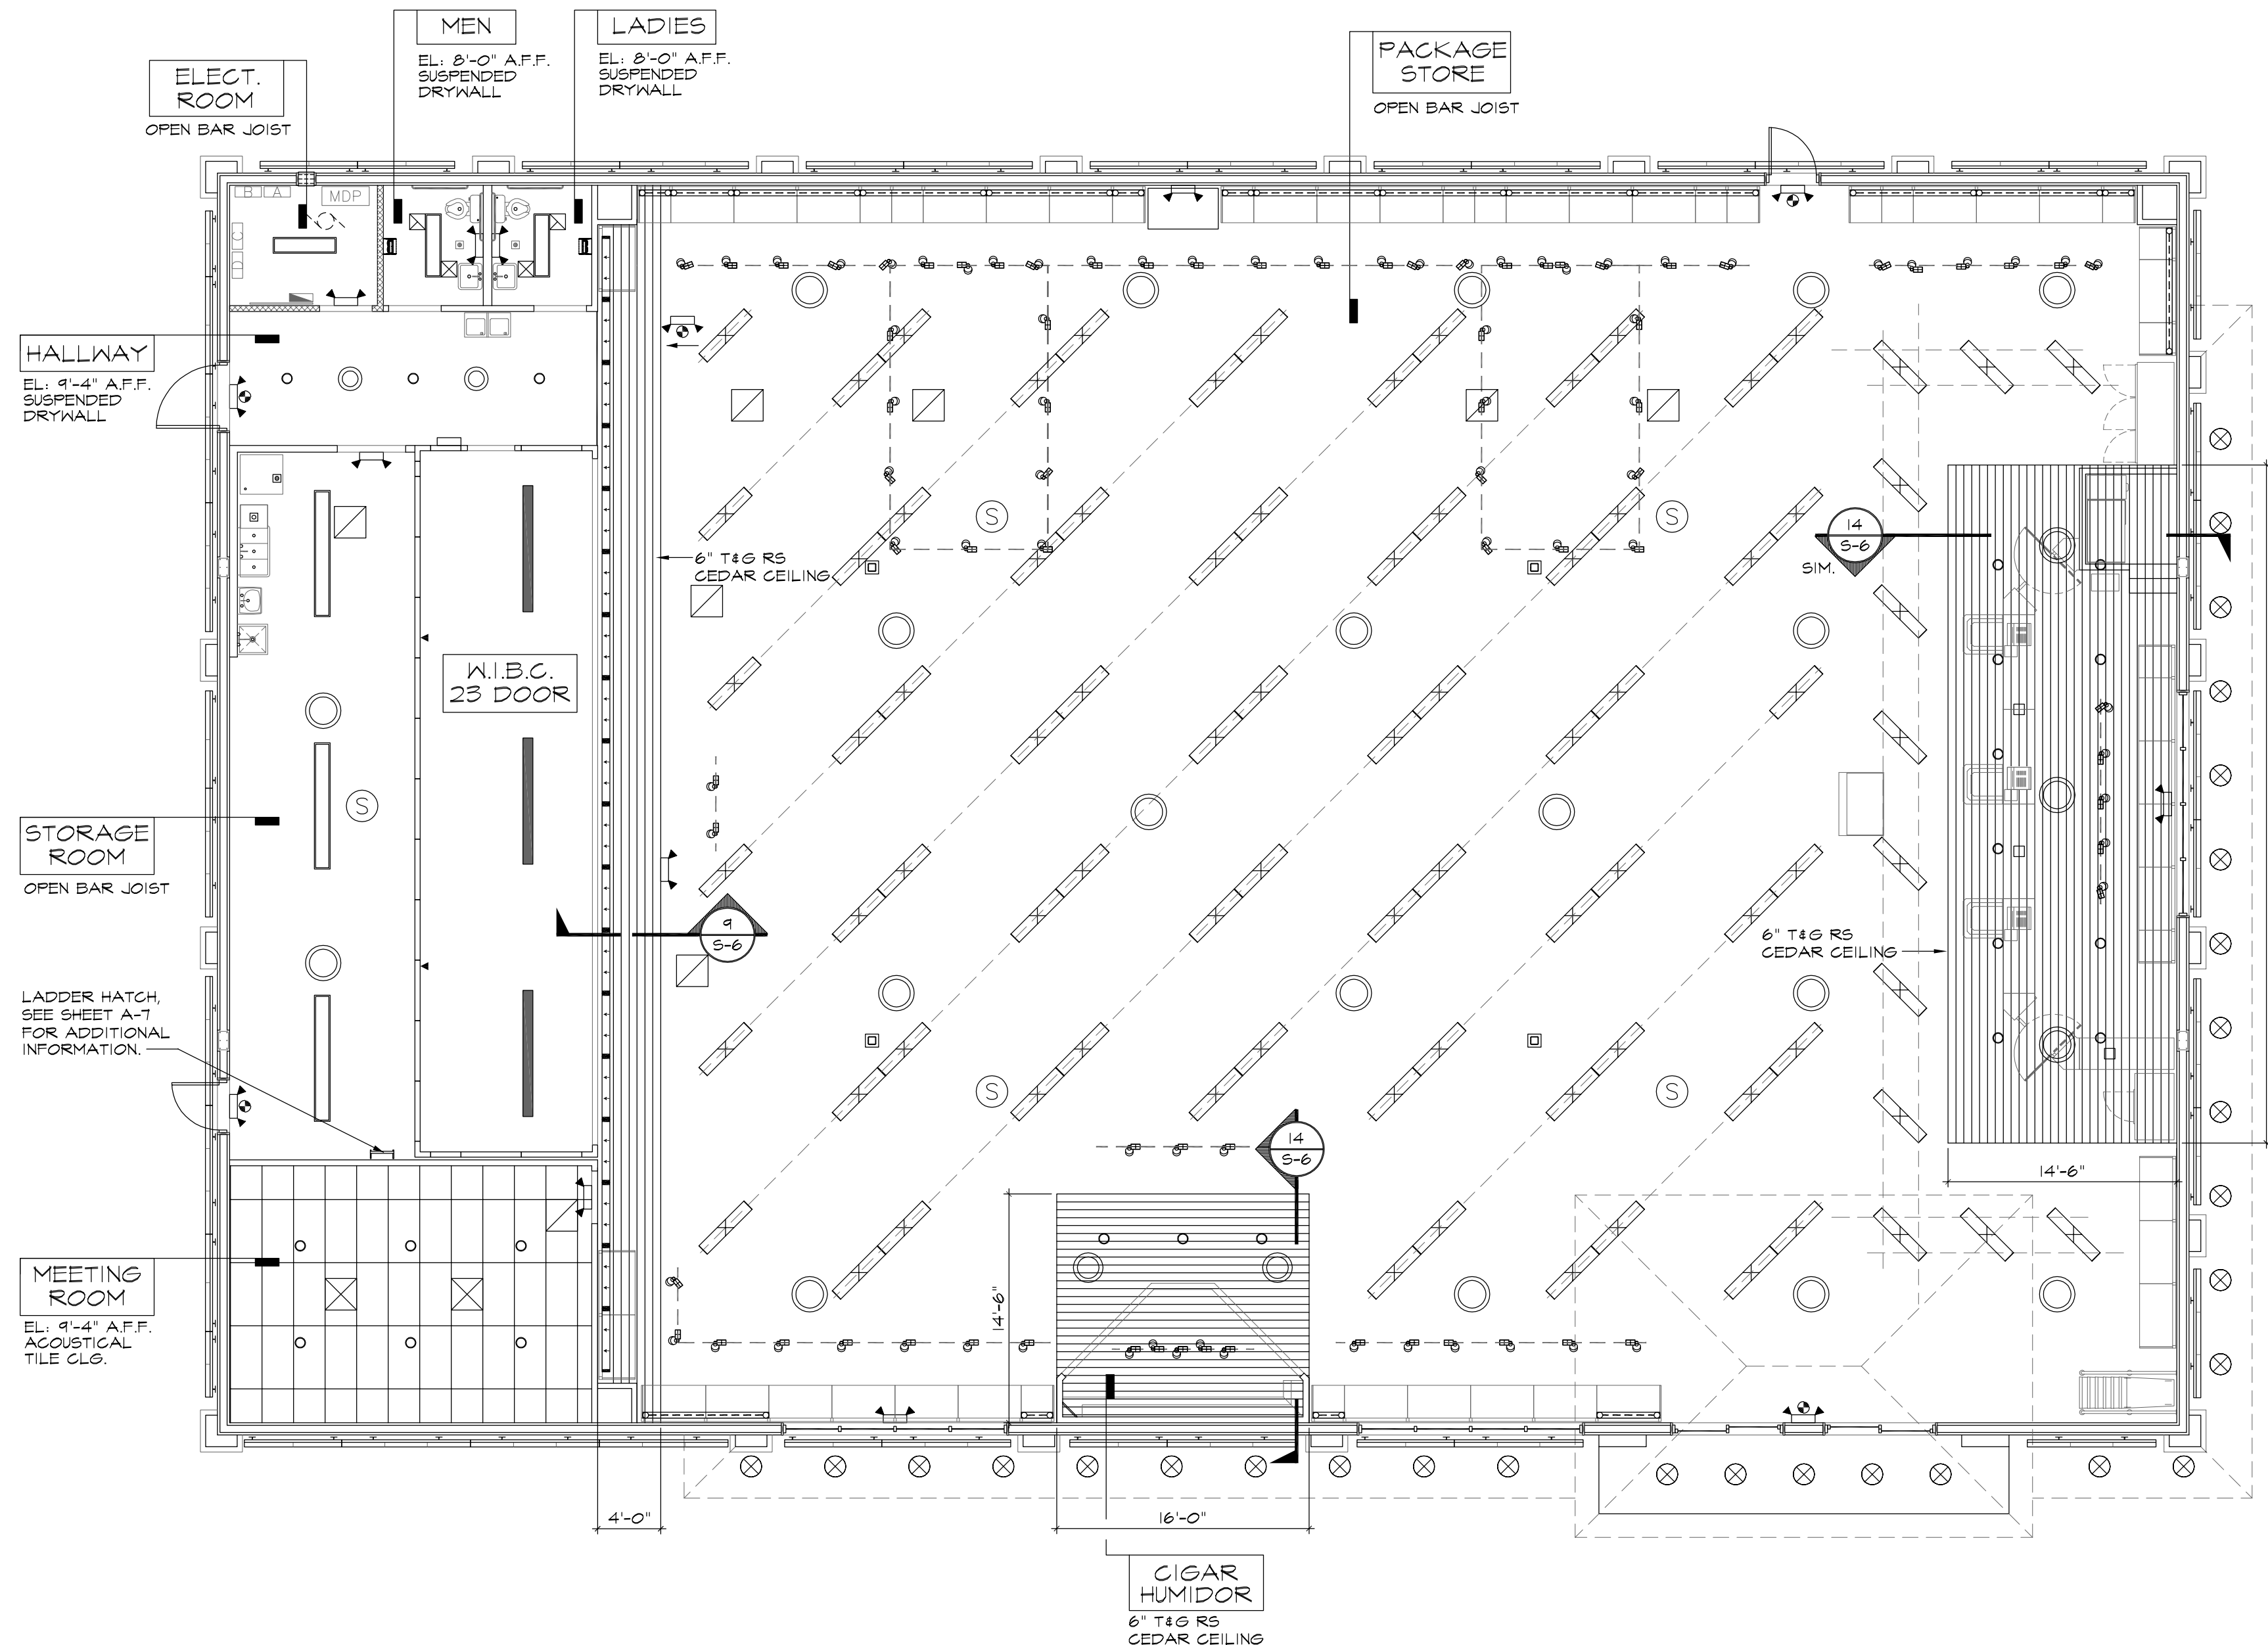 MEN
EL: 8'-0" A.F.F.
SUSPENDED
DRYWALL
LADIES
EL: 8'-0" A.F.F.
SUSPENDED
DRYWALL
PACKAGE
STORE
OPEN BAR JOIST
ELECT.
ROOM
OPEN BAR JOIST
B A
MDP
C
D
HALLWAY
EL: 9'-4" A.F.F.
SUSPENDED
DRYWALL
S
S
14
S-6
SIM.
6" T&G RS
CEDAR CEILING
W.I.B.C.
23 DOOR
STORAGE
ROOM
OPEN BAR JOIST
S
9
S-6
6" T&G RS
CEDAR CEILING
LADDER HATCH,
SEE SHEET A-7
FOR ADDITIONAL
INFORMATION.
S
S
14
S-6
14'-6"
MEETING
ROOM
EL: 9'-4" A.F.F.
ACOUSTICAL
TILE CLG.
14'-6"
4'-0"
16'-0"
CIGAR
HUMIDOR
6" T&G RS
CEDAR CEILING